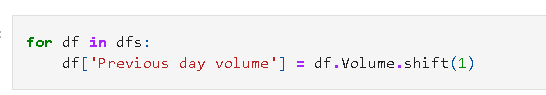 for df in dfs:
    df['Previous day volume'] = df.Volume.shift(1)